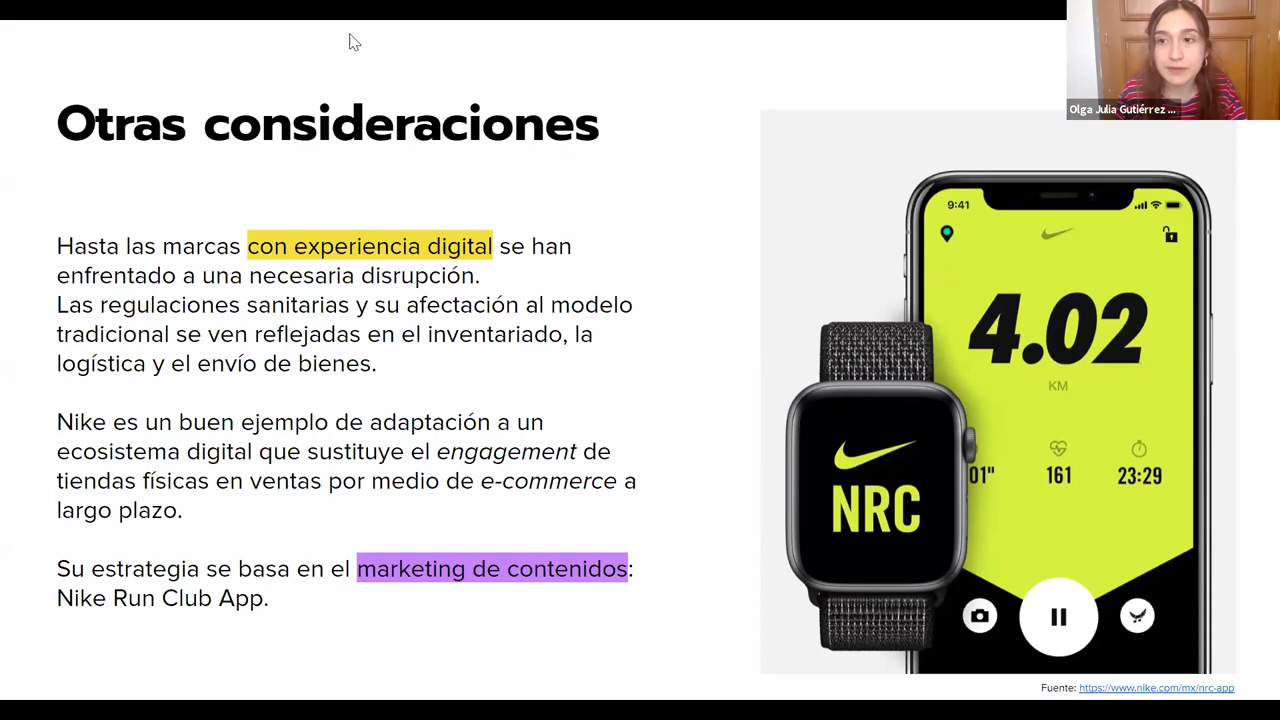 Olga Julia Gutiérrez ...
Otras consideraciones
Hasta las marcas con experiencia digital se han
enfrentado a una necesaria disrupción.
Las regulaciones sanitarias y su afectación al modelo
tradicional se ven reflejadas en el inventariado, la
logística y el envío de bienes.
Nike es un buen ejemplo de adaptación a un
ecosistema digital que sustituye el engagement de
tiendas físicas en ventas por medio de e-commerce a
largo plazo.
Su estrategia se basa en el marketing de contenidos:
Nike Run Club App.
9:41
4.02
KM
01" 161 23:29
NRC
Fuente: https://www.nike.com/mx/nrc-app